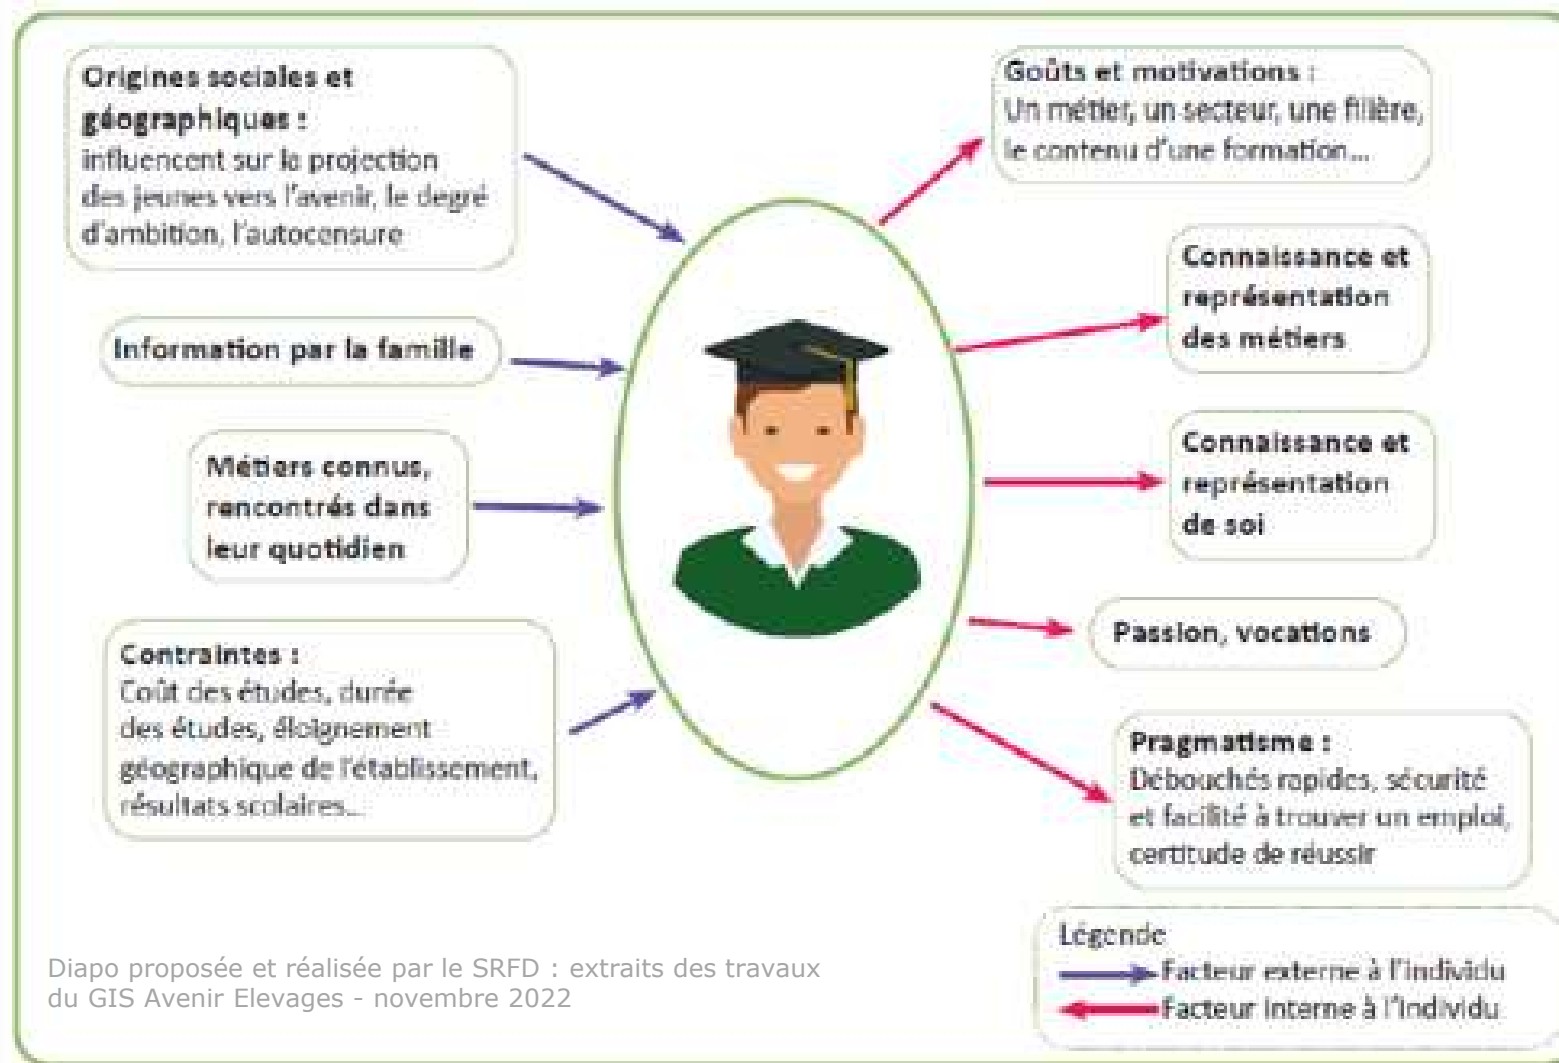 Origines sociales et
géographiques :
influencent sur la projection
des jeunes vers l'avenir, le degré
d'ambition, l'autocensure
Information par la famille
Métiers connus,
rencontrés dans
leur quotidien
Contraintes :
Coût des études, durée
des études, éloignement
géographique de l'établissement,
résultats scolaires...
Goûts et motivations :
Un métier, un secteur, une filière,
le contenu d'une formation...
Connaissance et
représentation
des métiers
Connaissance et
représentation
de soi
Passion, vocations
Pragmatisme :
Débouchés rapides, sécurité
et facilité à trouver un emploi,
certitude de réussir
Légende
Facteur externe à l'individu
Facteur interne à l'individu
Diapo proposée et réalisée par le SRFD : extraits des travaux
du GIS Avenir Elevages - novembre 2022